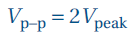 Vp–p = 2Vpeak